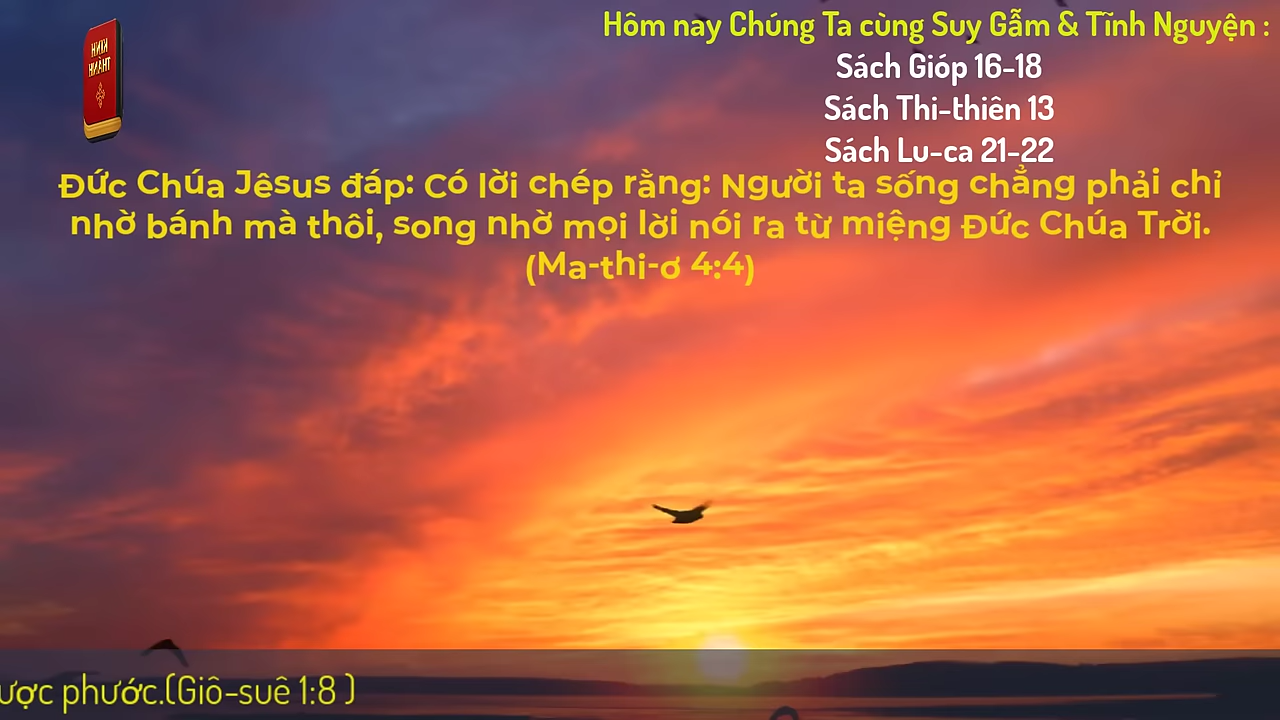 KINH
THÁNH
Hôm nay Chúng Ta cùng Suy Gẫm & Tĩnh Nguyện :
Sách Gióp 16-18
Sách Thi-thiên 13
Sách Lu-ca 21-22
Đức Chúa Jêsus đáp: Có lời chép rằng: Người ta sống chẳng phải chỉ
nhờ bánh mà thôi, song nhờ mọi lời nói ra từ miệng Đức Chúa Trời.
(Ma-thi-ơ 4:4)
ược phước.(Giô-suê 1:8 )